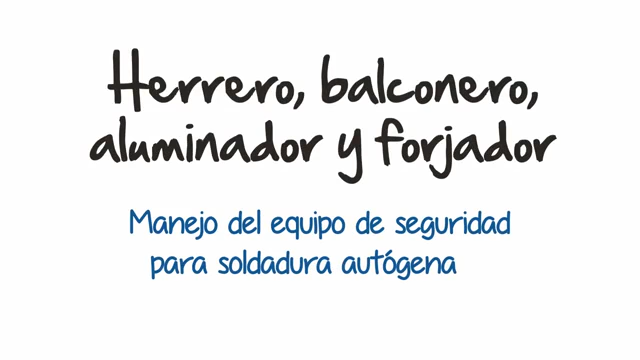 Herrero, balconero,
aluminador y forjador
Manejo del equipo de seguridad
para soldadura autógena